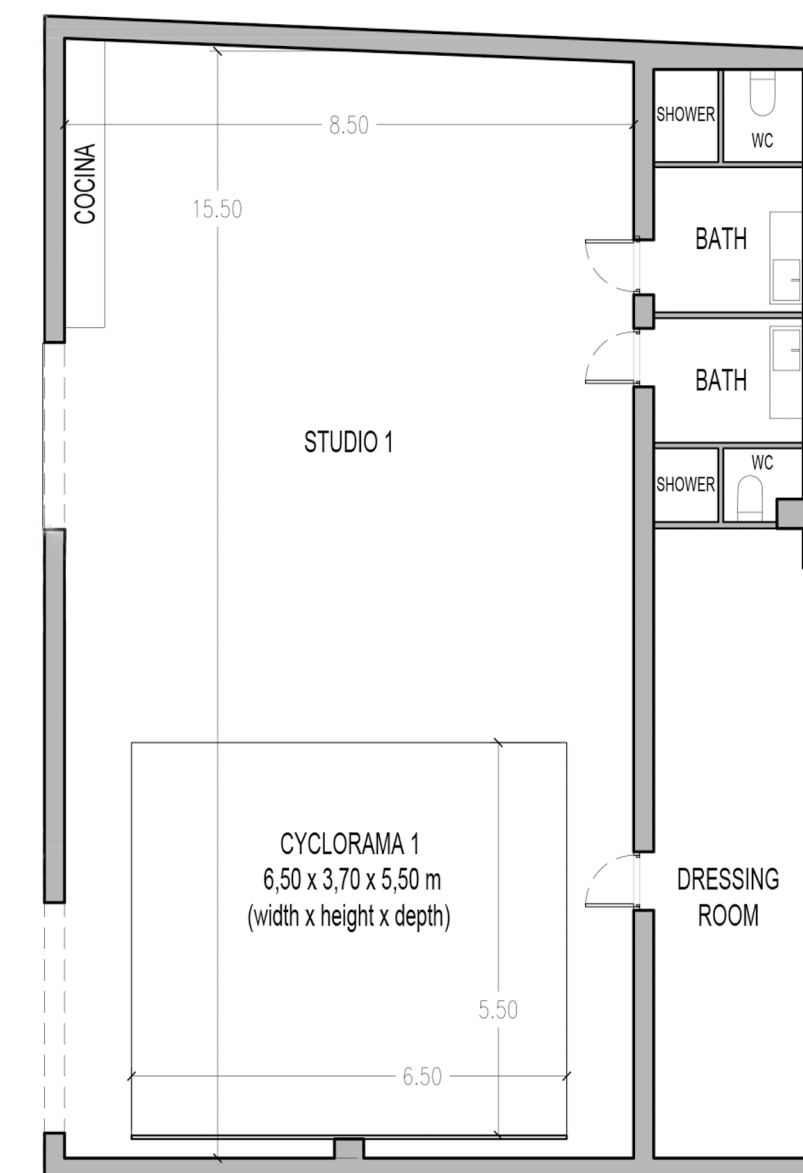 SHOWER
WC
8.50
COCINA
15.50
BATH
BATH
STUDIO 1
WC
SHOWER
CYCLORAMA 1
6,50 x 3,70 x 5,50 m
(width x height x depth)
DRESSING
ROOM
5.50
6.50